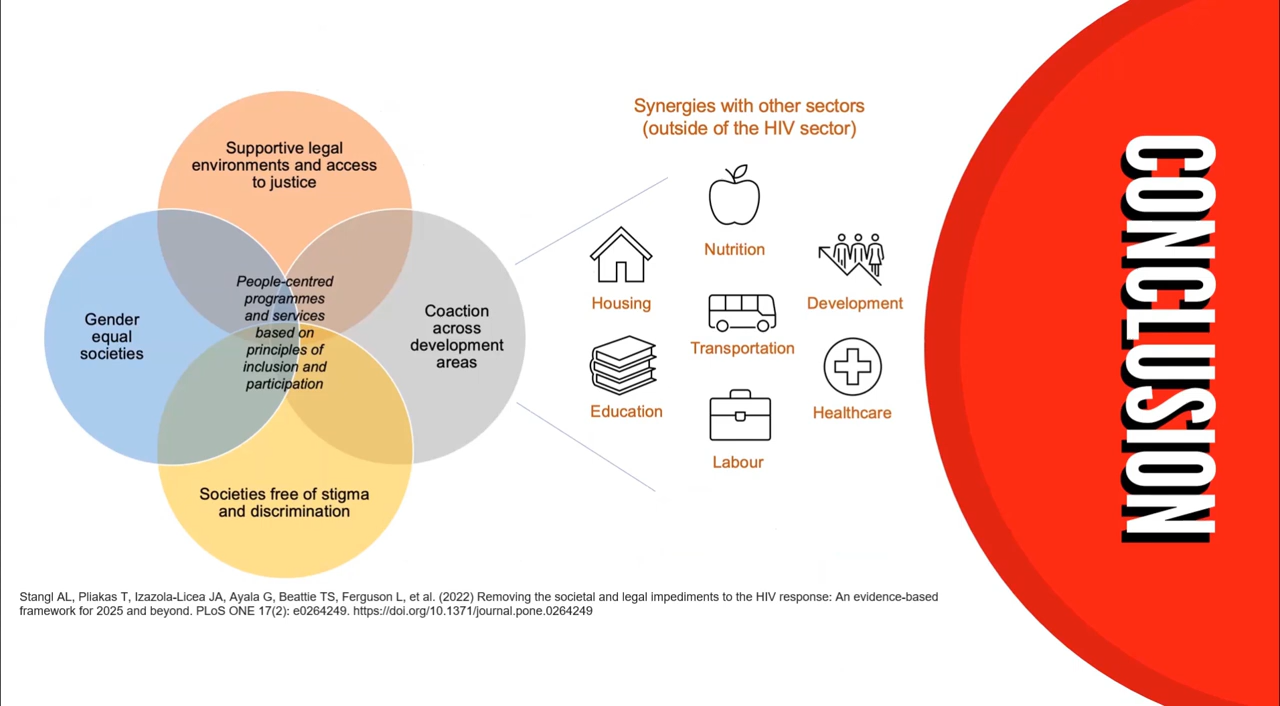 Supportive legal
environments and access
to justice
Gender
equal
societies
People-centred
programmes
and services
based on
principles of
inclusion and
participation
Coaction
across
development
areas
Societies free of stigma
and discrimination
Synergies with other sectors
(outside of the HIV sector)
Nutrition
Housing
Development
Transportation
Education
Healthcare
Labour
CONCLUSION
Stangl AL, Pliakas T, Izazola-Licea JA, Ayala G, Beattie TS, Ferguson L, et al. (2022) Removing the societal and legal impediments to the HIV response: An evidence-based
framework for 2025 and beyond. PLoS ONE 17(2): e0264249. https://doi.org/10.1371/journal.pone.0264249